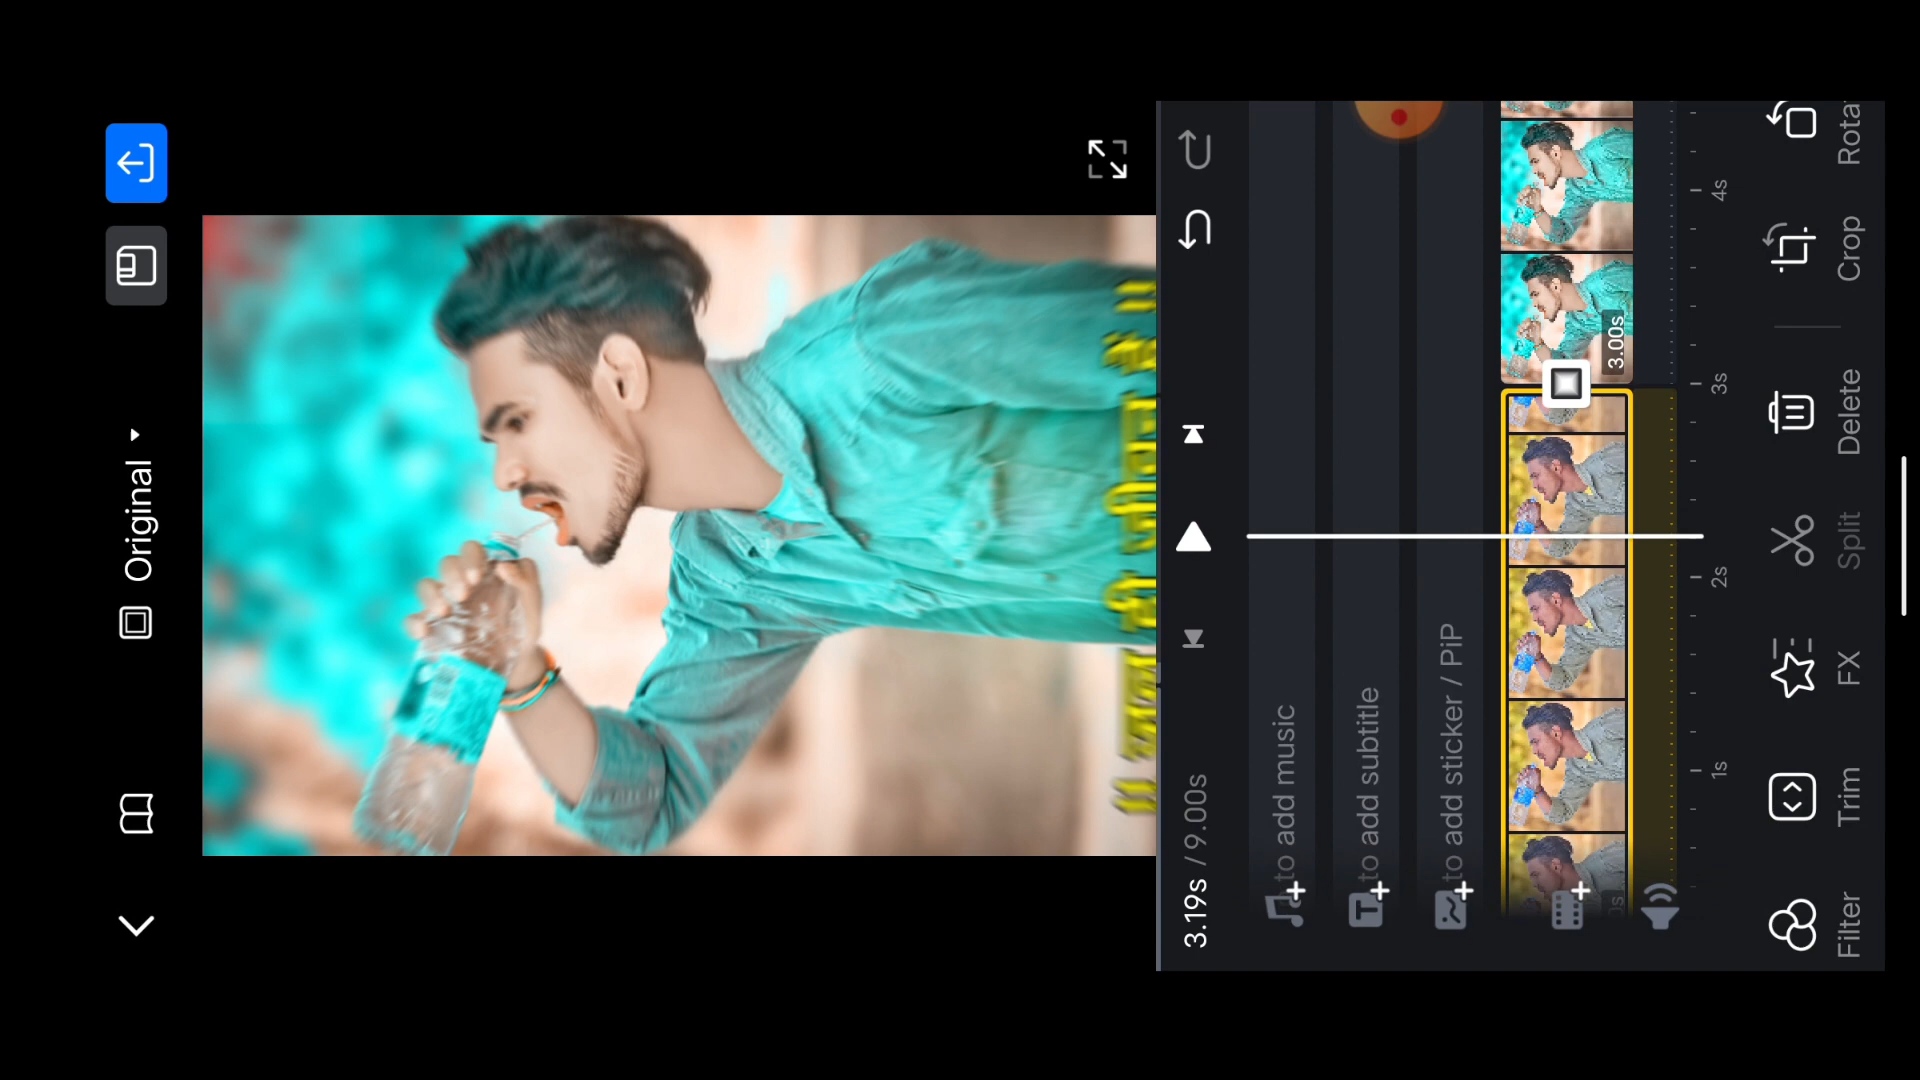 Original
3.19s / 9.00s
to add music
to add subtitle
to add sticker / PiP
3.00s
0s
1s
2s
3s
4s
Filter
Trim
FX
Split
Delete
Crop
Rota